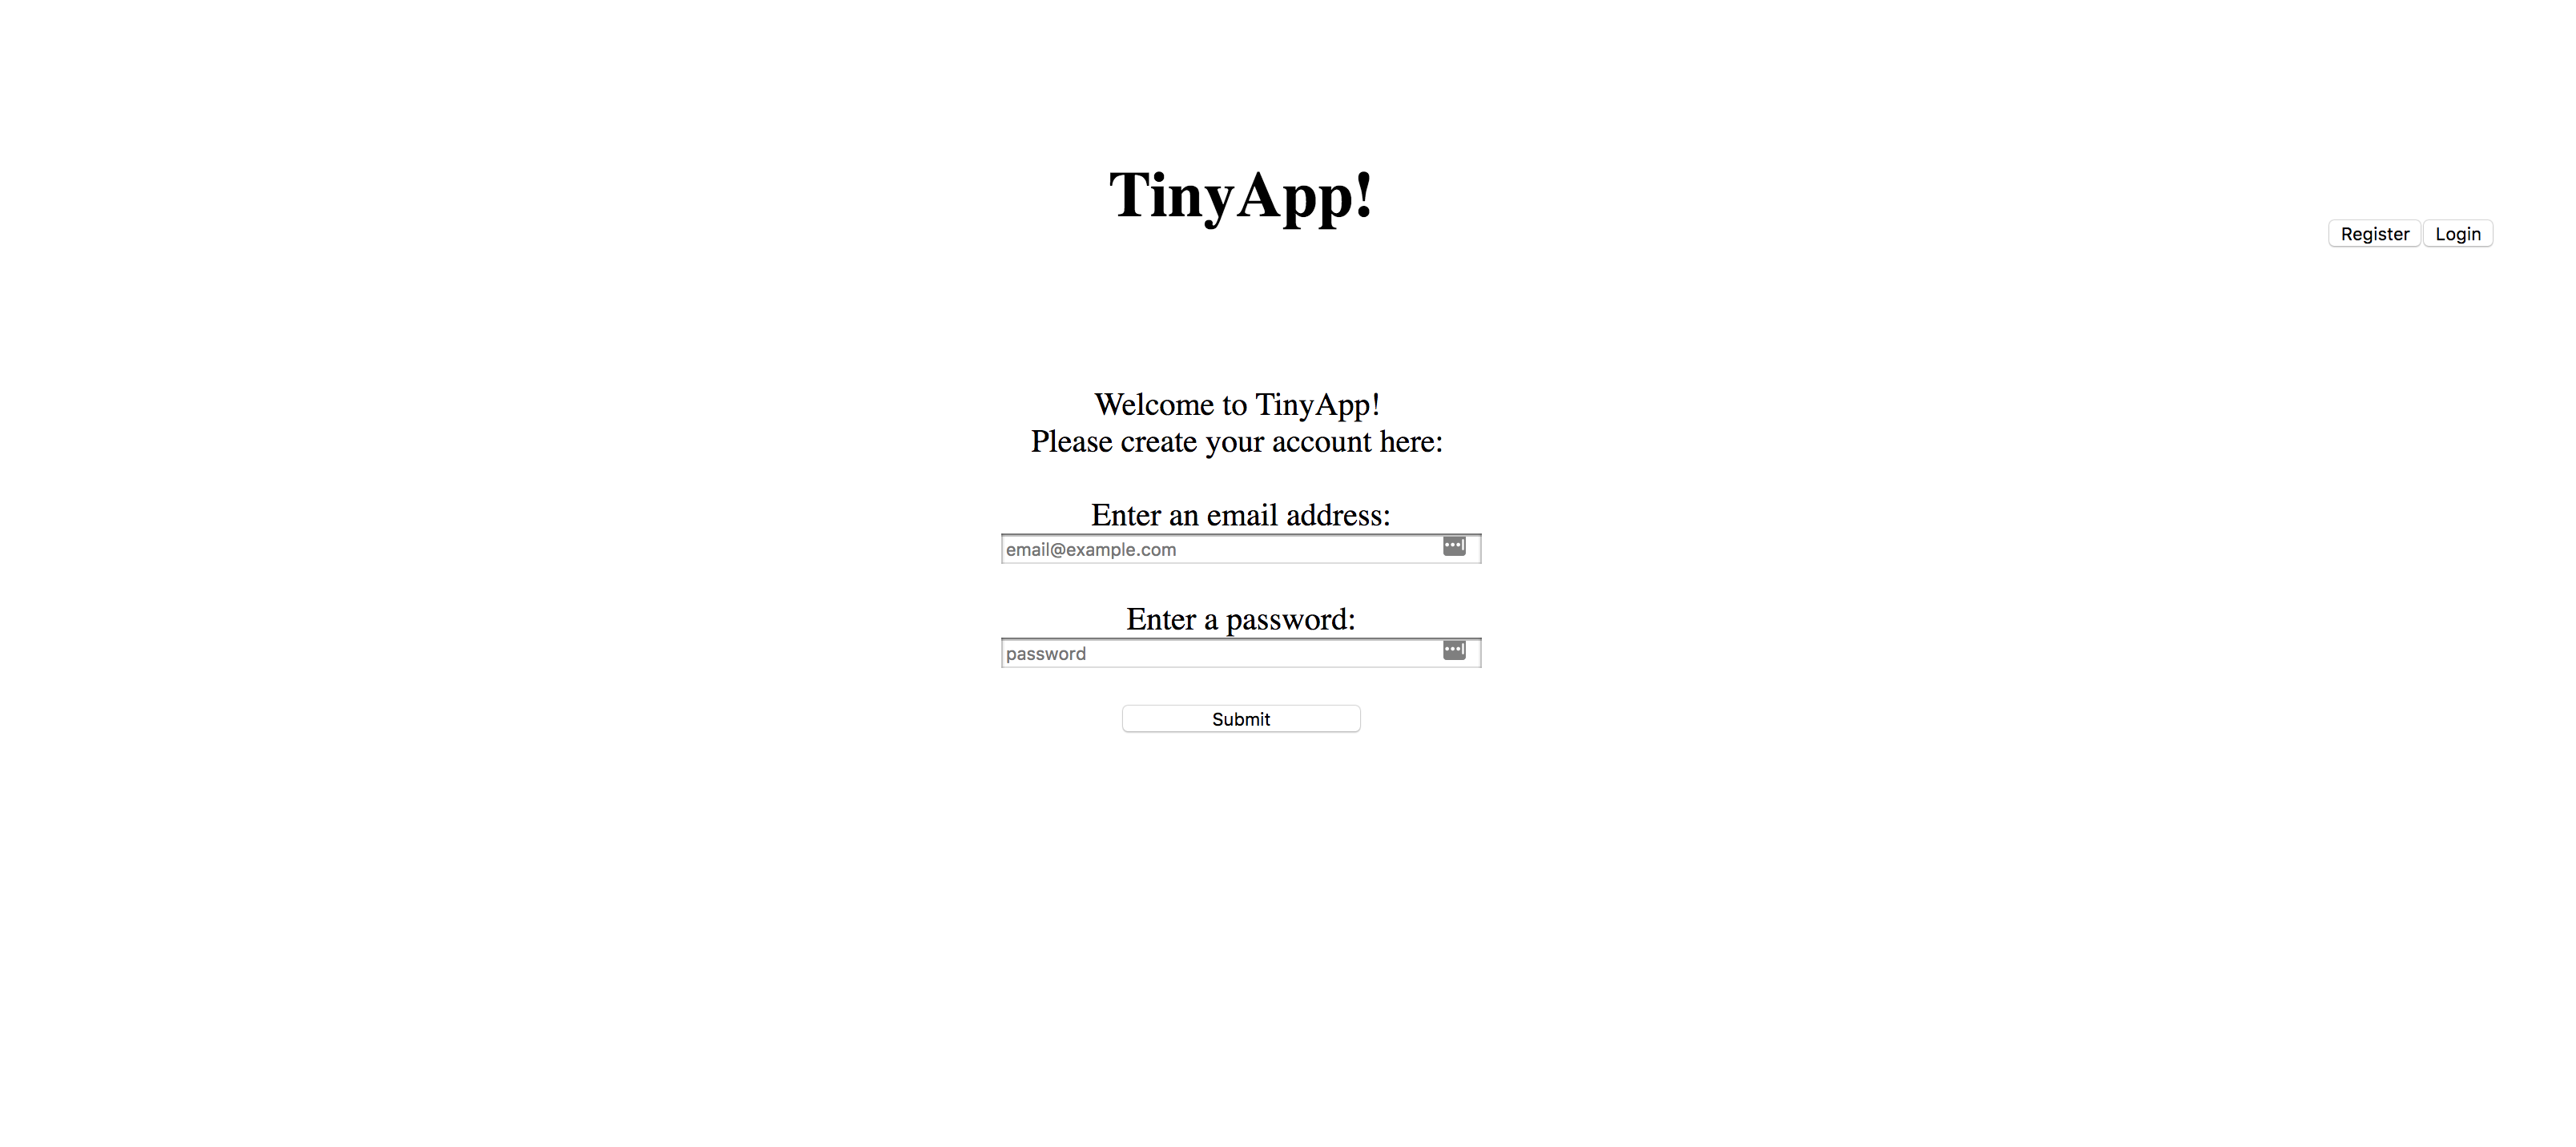 TinyApp!
Register Login
Welcome to TinyApp!
Please create your account here:
Enter an email address:
email@example.com
Enter a password:
password
Submit